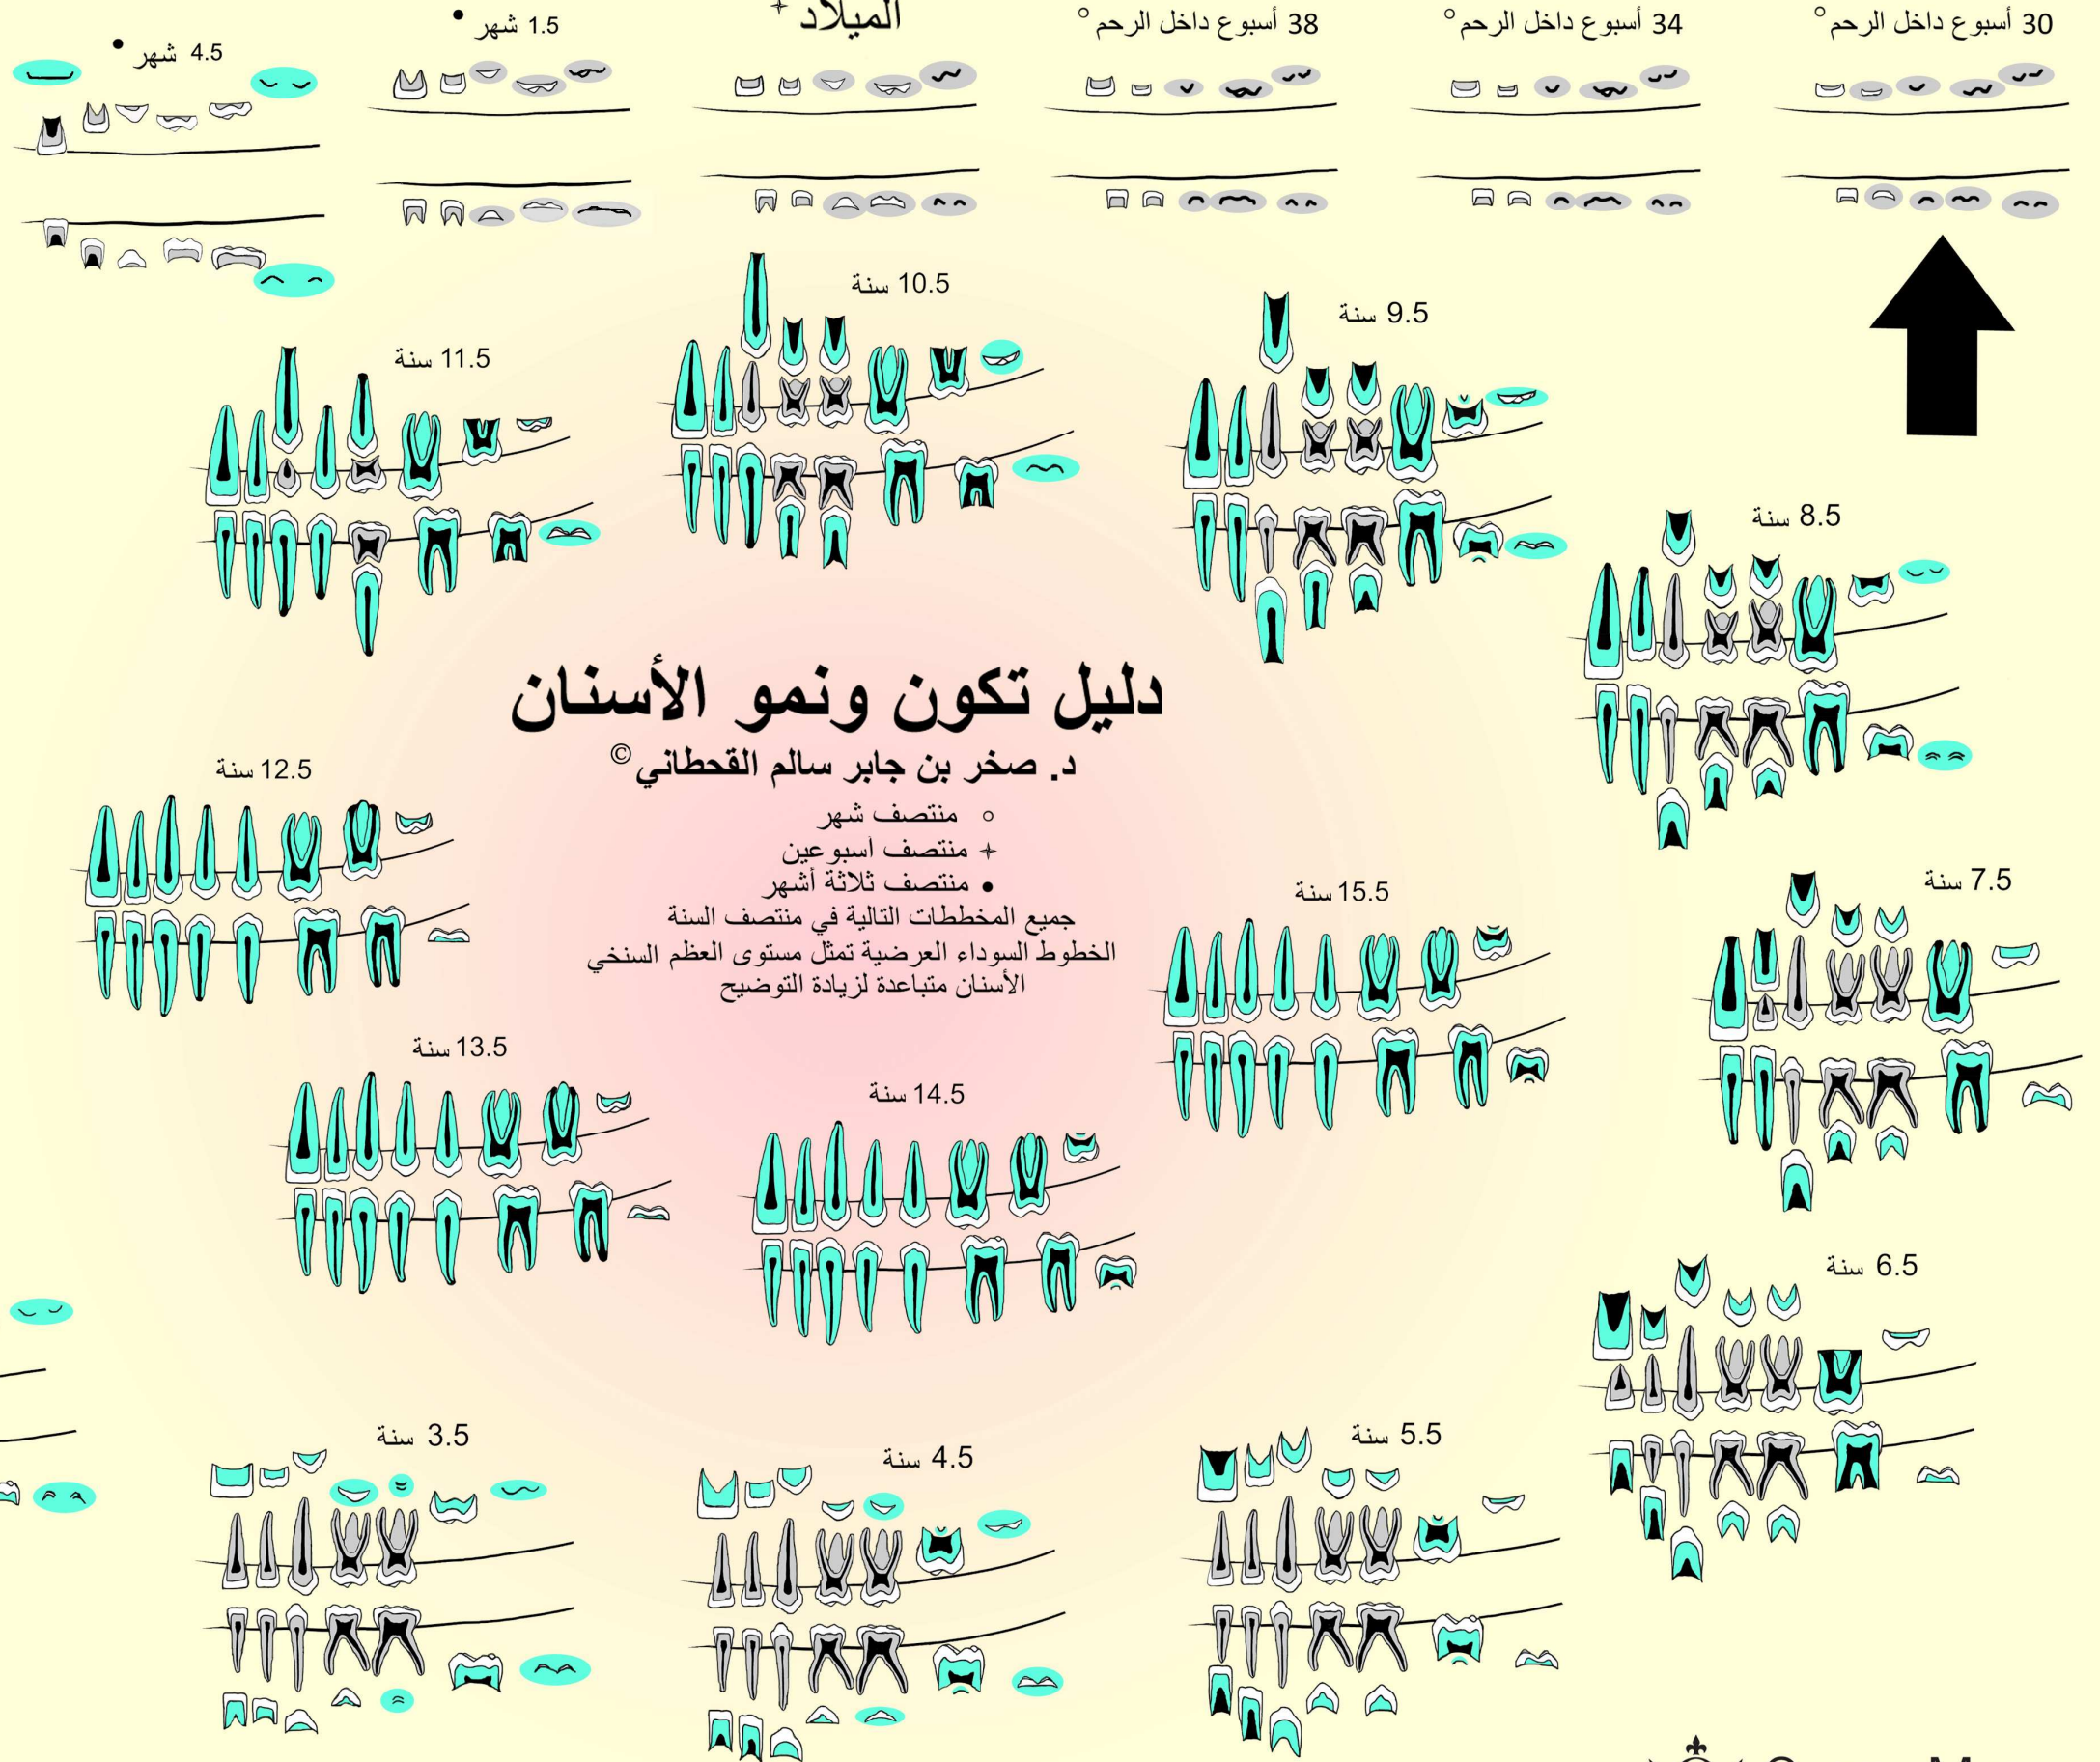 30 أسبوع داخل الرحم °
34 أسبوع داخل الرحم °
38 أسبوع داخل الرحم °
الميلاد +
1.5 شهر •
4.5 شهر •
10.5 سنة
9.5 سنة
11.5 سنة
8.5 سنة
دليل تكون ونمو الأسنان
د. صخر بن جابر سالم القحطاني ©
° منتصف شهر
+ منتصف أسبوعين
• منتصف ثلاثة أشهر
جميع المخططات التالية في منتصف السنة
الخطوط السوداء العرضية تمثل مستوى العظم السنخي
الأسنان متباعدة لزيادة التوضيح
12.5 سنة
7.5 سنة
15.5 سنة
13.5 سنة
14.5 سنة
6.5 سنة
5.5 سنة
3.5 سنة
4.5 سنة